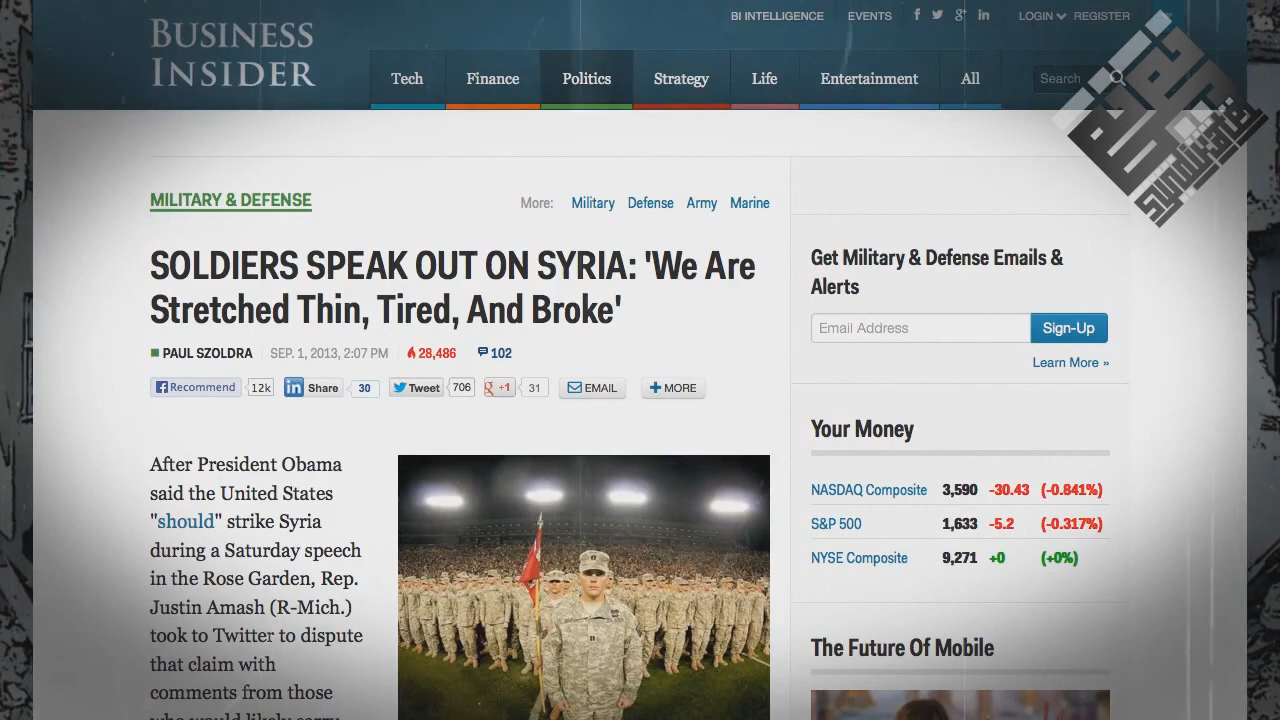 BUSINESS
INSIDER
BI INTELLIGENCE EVENTS LOGIN REGISTER
Tech Finance Politics Strategy Life Entertainment All Search
MILITARY & DEFENSE
More: Military Defense Army Marine
SOLDIERS SPEAK OUT ON SYRIA: 'We Are
Stretched Thin, Tired, And Broke'
PAUL SZOLDRA SEP. 1, 2013, 2:07 PM 28,486 102
Recommend 12k Share 30 Tweet 706 +1 31 EMAIL MORE
After President Obama
said the United States
"should" strike Syria
during a Saturday speech
in the Rose Garden, Rep.
Justin Amash (R-Mich.)
took to Twitter to dispute
that claim with
comments from those
who would likely carry
Get Military & Defense Emails &
Alerts
Email Address Sign-Up
Learn More »
Your Money
NASDAQ Composite 3,590 -30.43 (-0.841%)
S&P 500 1,633 -5.2 (-0.317%)
NYSE Composite 9,271 +0 (+0%)
The Future Of Mobile